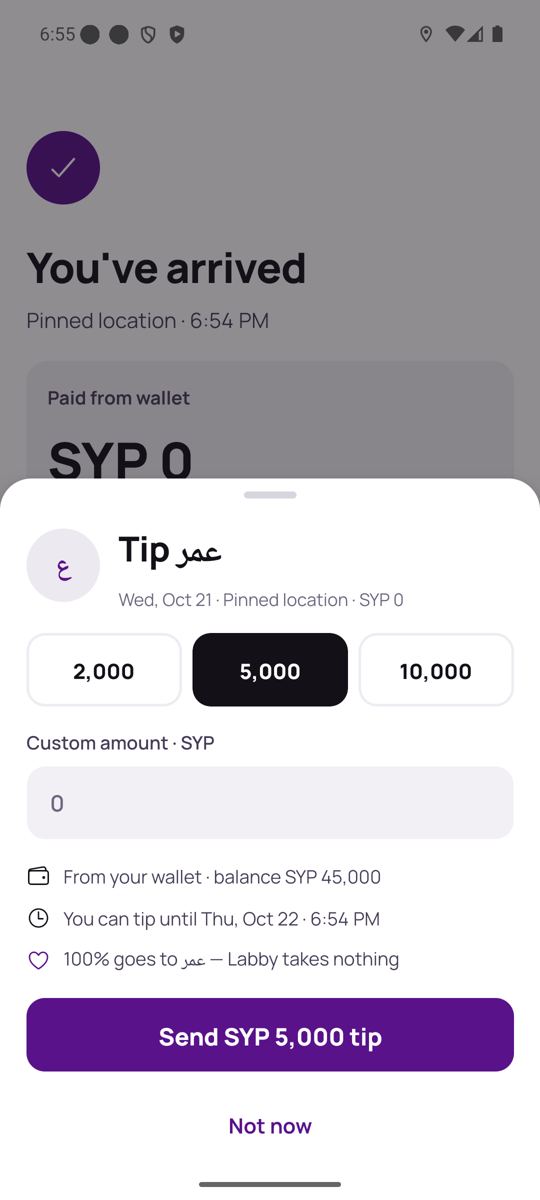 6:55
You've arrived
Pinned location · 6:54 PM
Paid from wallet
SYP 0
ع
Tip عمر
Wed, Oct 21 · Pinned location · SYP 0
2,000
5,000
10,000
Custom amount · SYP
0
From your wallet · balance SYP 45,000
You can tip until Thu, Oct 22 · 6:54 PM
100% goes to عمر — Labby takes nothing
Send SYP 5,000 tip
Not now